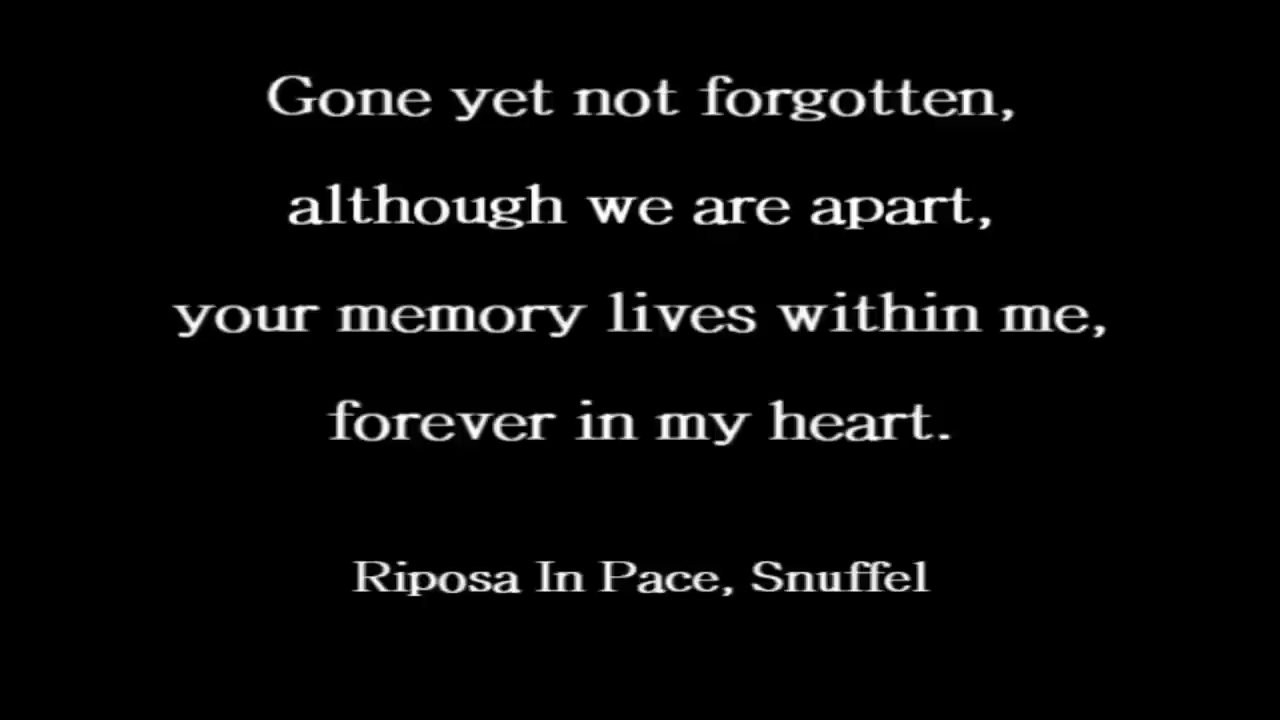 Gone yet not forgotten,
although we are apart,
your memory lives within me,
forever in my heart.
Riposa In Pace, Snuffel